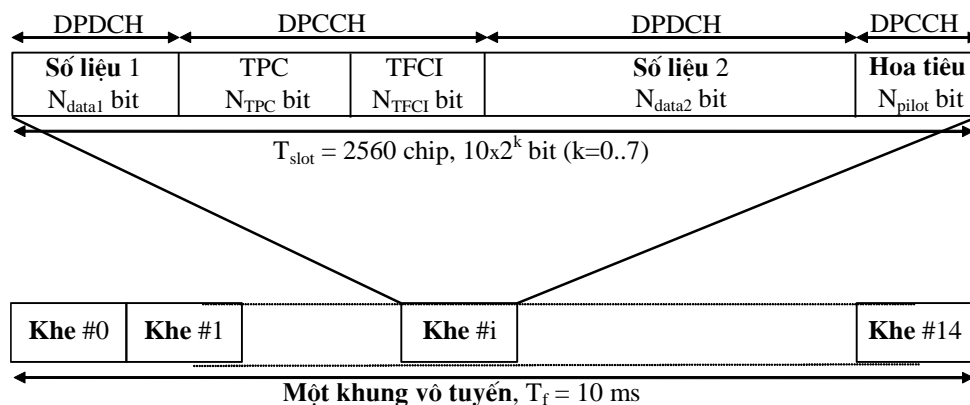 DPDCH DPCCH DPDCH DPCCH
Số liệu 1 TPC TFCI Số liệu 2 Hoa tiêu
N_data1 bit N_TPC bit N_TFCI bit N_data2 bit N_pilot bit
T_slot = 2560 chip, 10x2^k bit (k=0..7)
Khe #0 Khe #1 Khe #i Khe #14
Một khung vô tuyến, T_f = 10 ms